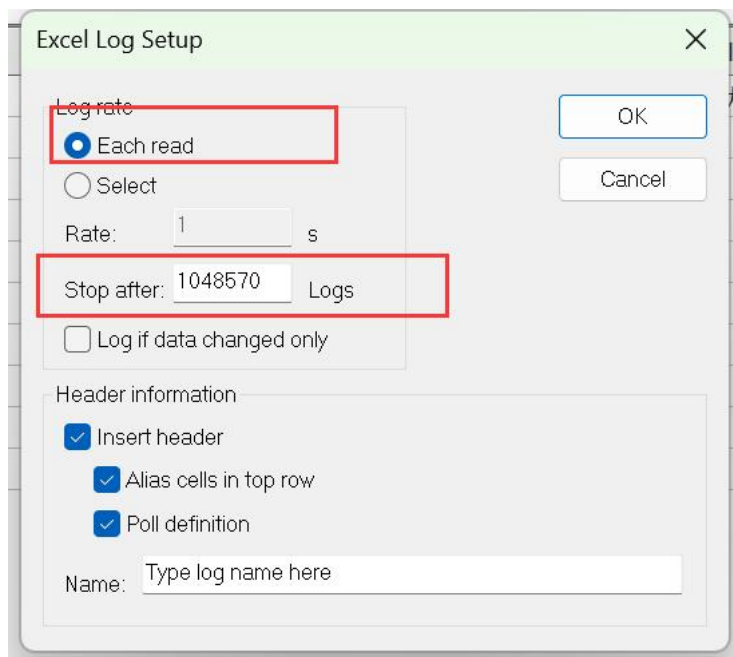 Excel Log Setup
Log rate
Each read
Select
Rate: 1 s
Stop after: 1048570 Logs
Log if data changed only
OK
Cancel
Header information
Insert header
Alias cells in top row
Poll definition
Name: Type log name here